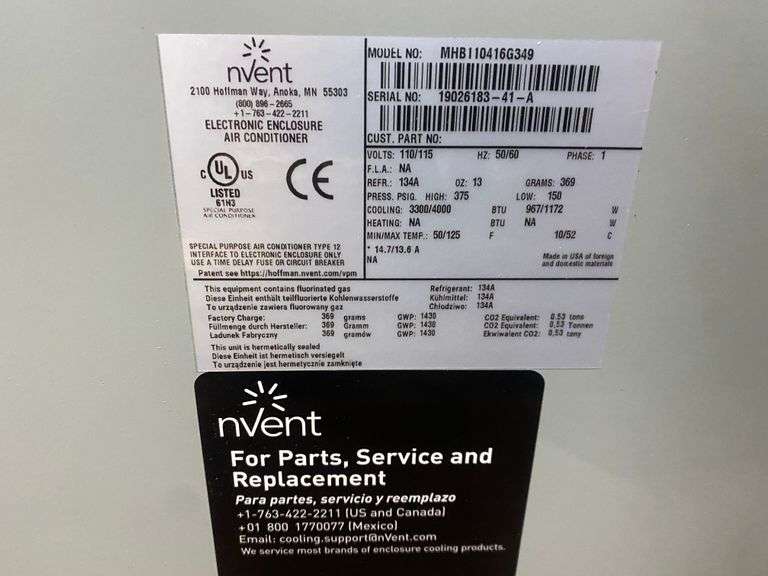 nVent
2100 Hoffman Way, Anoka, MN 55303
(800) 896-2665
+1-763-422-2211
ELECTRONIC ENCLOSURE
AIR CONDITIONER
C UL US
LISTED
61H3
SPECIAL PURPOSE
AIR CONDITIONER
CE
SPECIAL PURPOSE AIR CONDITIONER TYPE 12
INTERFACE TO ELECTRONIC ENCLOSURE ONLY
USE A TIME DELAY FUSE OR CIRCUIT BREAKER
Patent see https://hoffman.nvent.com/vpm
MODEL NO: MHB110416G349
SERIAL NO: 19026183-41-A
CUST. PART NO:
VOLTS: 110/115 HZ: 50/60 PHASE: 1
F.L.A.: NA
REFR.: 134A OZ: 13 GRAMS: 369
PRESS. PSIG. HIGH: 375 LOW: 150
COOLING: 3300/4000 BTU 967/1172 W
HEATING: NA BTU NA W
MIN/MAX TEMP.: 50/125 F 10/52 C
* 14.7/13.6 A
NA
Made in USA of foreign
and domestic materials
This equipment contains fluorinated gas Refrigerant: 134A
Diese Einheit enthält teilfluorierte Kohlenwasserstoffe Kühlmittel: 134A
To urządzenie zawiera fluorowany gaz Chlodziwo: 134A
Factory Charge: 369 grams GWP: 1430 CO2 Equivalent: 0,53 tons
Füllmenge durch Hersteller: 369 Gramm GWP: 1430 CO2 Equivalent: 0,53 Tonnen
Ladunek Fabryczny 369 gramów GWP: 1430 Ekwiwalent CO2: 0,53 tony
This unit is hermetically sealed
Diese Einheit ist hermetisch versiegelt
To urządzenie jest hermetycznie zamknięte
nVent
For Parts, Service and
Replacement
Para partes, servicio y reemplazo
+1-763-422-2211 (US and Canada)
+01 800 1770077 (Mexico)
Email: cooling.support@nVent.com
We service most brands of enclosure cooling products.